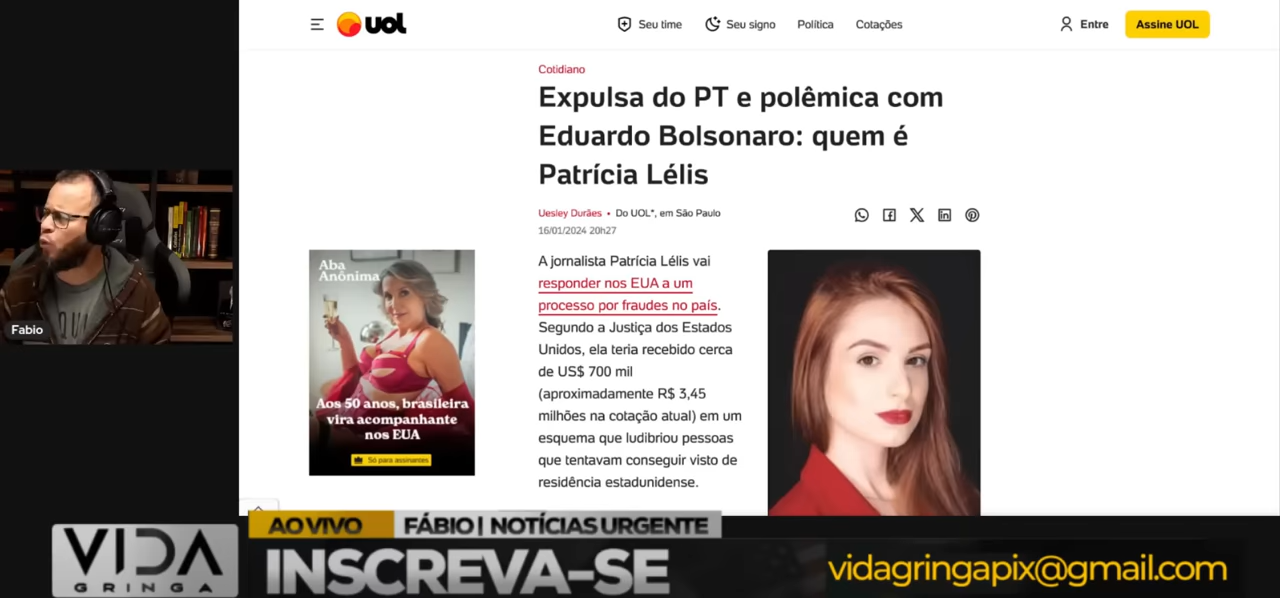 uol
Seu time
Seu signo
Política
Cotações
Entre
Assine UOL
Cotidiano
Expulsa do PT e polêmica com
Eduardo Bolsonaro: quem é
Patrícia Lélis
Uesley Durães • Do UOL*, em São Paulo
16/01/2024 20h27
Aba
Anônima
Aos 50 anos, brasileira
vira acompanhante
nos EUA
Só para assinantes
A jornalista Patrícia Lélis vai
responder nos EUA a um
processo por fraudes no país.
Segundo a Justiça dos Estados
Unidos, ela teria recebido cerca
de US$ 700 mil
(aproximadamente R$ 3,45
milhões na cotação atual) em um
esquema que ludibriou pessoas
que tentavam conseguir visto de
residência estadunidense.
Fabio
VIDA
GRINGA
AO VIVO
FÁBIO | NOTÍCIAS URGENTE
INSCREVA-SE
vidagringapix@gmail.com